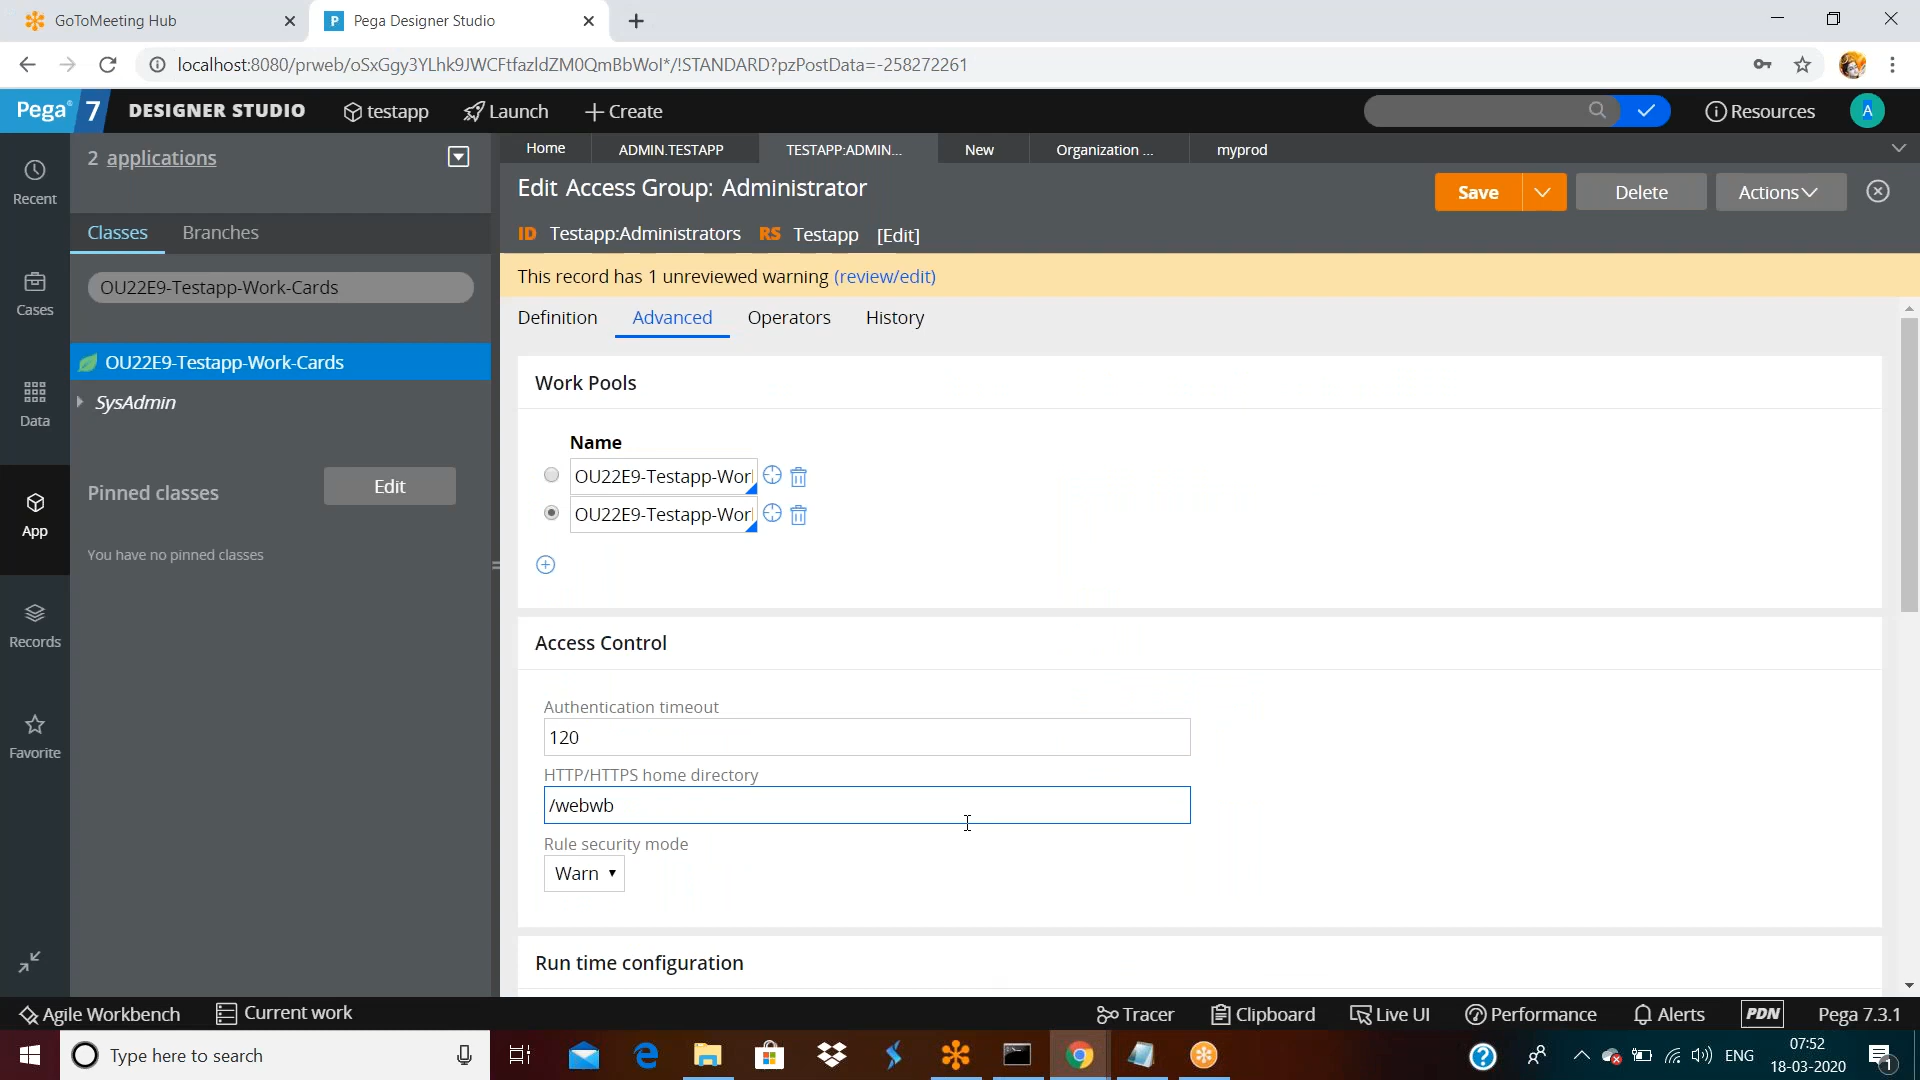 GoToMeeting Hub
Pega Designer Studio
localhost:8080/prweb/oSxGgy3YLhk9JWCFtfazldZM0QmBbWoI*/!STANDARD?pzPostData=-258272261
Pega 7 DESIGNER STUDIO testapp Launch Create
Resources
A
2 applications
Home ADMIN.TESTAPP TESTAPP:ADMIN... New Organization ... myprod
Recent
Cases
Data
App
Records
Favorite
Classes Branches
OU22E9-Testapp-Work-Cards
OU22E9-Testapp-Work-Cards
SysAdmin
Pinned classes Edit
You have no pinned classes
Edit Access Group: Administrator
Save Delete Actions
ID Testapp:Administrators RS Testapp [Edit]
This record has 1 unreviewed warning (review/edit)
Definition Advanced Operators History
Work Pools
Name
OU22E9-Testapp-Wor
OU22E9-Testapp-Wor
Access Control
Authentication timeout
120
HTTP/HTTPS home directory
/webwb
Rule security mode
Warn
Run time configuration
Agile Workbench Current work Tracer Clipboard Live UI Performance Alerts PDN Pega 7.3.1
Type here to search
ENG
07:52
18-03-2020
1